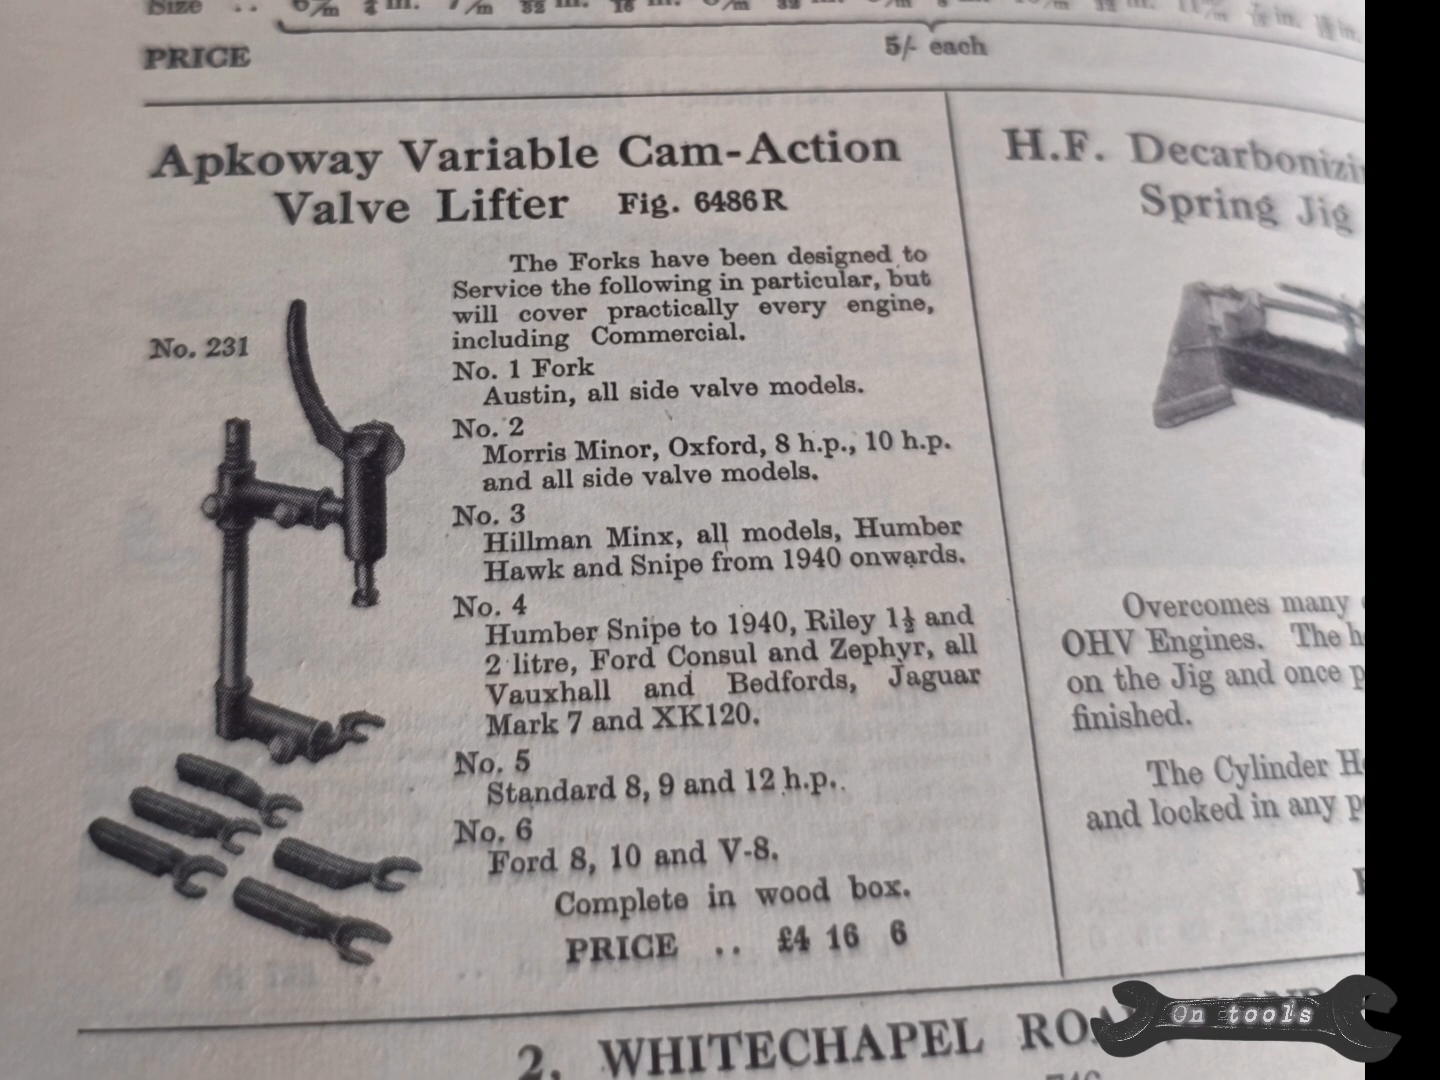 Size ..
PRICE 5/- each
Apkoway Variable Cam-Action
Valve Lifter Fig. 6486R
No. 231
The Forks have been designed to
Service the following in particular, but
will cover practically every engine,
including Commercial.
No. 1 Fork
Austin, all side valve models.
No. 2
Morris Minor, Oxford, 8 h.p., 10 h.p.
and all side valve models.
No. 3
Hillman Minx, all models, Humber
Hawk and Snipe from 1940 onwards.
No. 4
Humber Snipe to 1940, Riley 1½ and
2 litre, Ford Consul and Zephyr, all
Vauxhall and Bedfords, Jaguar
Mark 7 and XK120.
No. 5
Standard 8, 9 and 12 h.p.
No. 6
Ford 8, 10 and V-8.
Complete in wood box.
PRICE .. £4 16 6
H.F. Decarbonizi
Spring Jig
Overcomes many
OHV Engines. The h
on the Jig and once p
finished.
The Cylinder H
and locked in any p
2, WHITECHAPEL
On tools